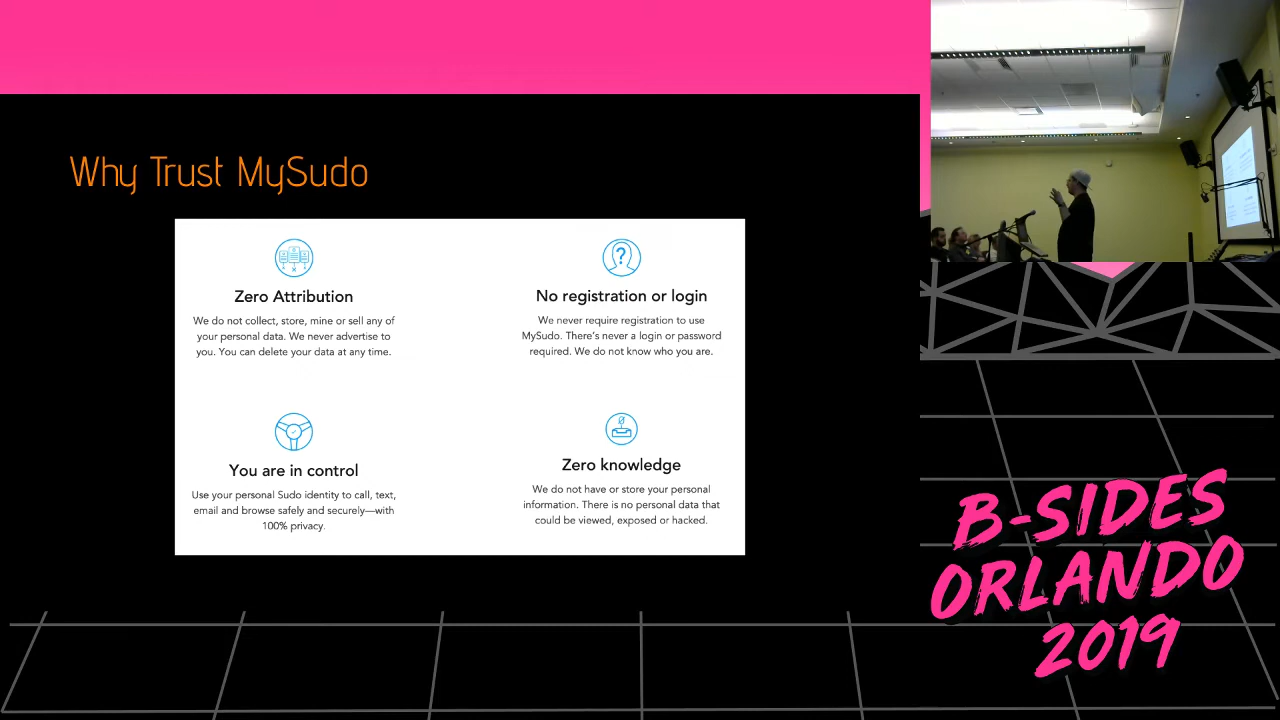 Why Trust MySudo
Zero Attribution
We do not collect, store, mine or sell any of
your personal data. We never advertise to
you. You can delete your data at any time.
No registration or login
We never require registration to use
MySudo. There's never a login or password
required. We do not know who you are.
You are in control
Use your personal Sudo identity to call, text,
email and browse safely and securely—with
100% privacy.
Zero knowledge
We do not have or store your personal
information. There is no personal data that
could be viewed, exposed or hacked.
B-SIDES
ORLANDO
2019